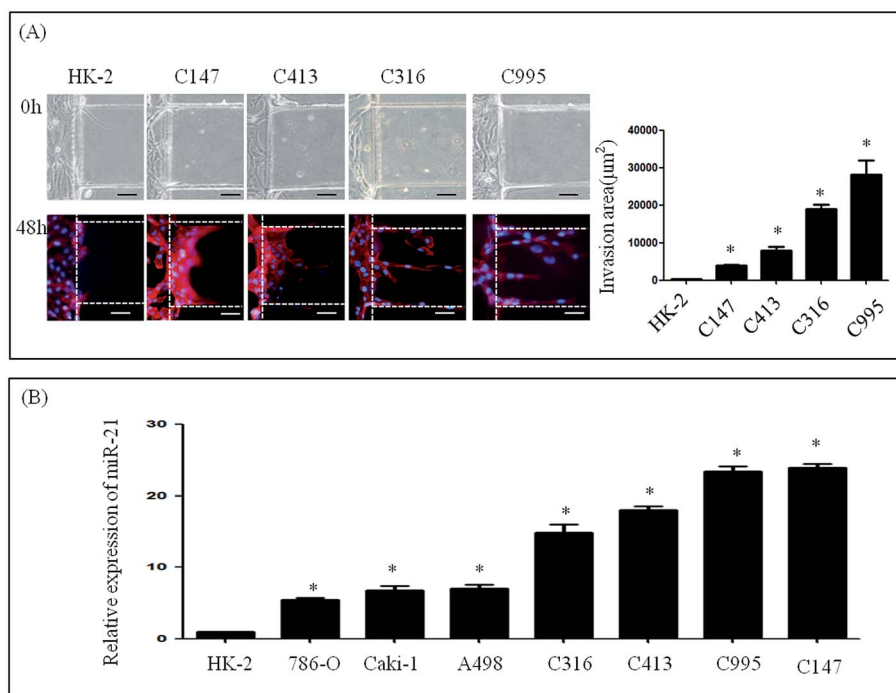 (A)
HK-2 C147 C413 C316 C995
0h
48h
Invasion area(μm²)
40000
30000
20000
10000
0
* * * *
HK-2 C147 C413 C316 C995
(B)
Relative expression of miR-21
30
20
10
0
* * * * * * *
HK-2 786-O Caki-1 A498 C316 C413 C995 C147